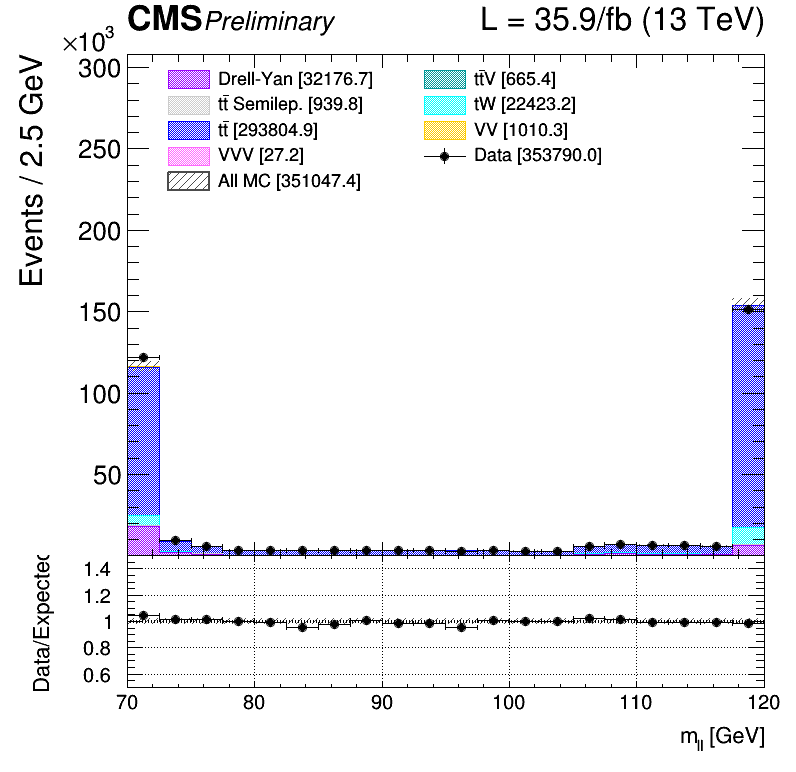 CMS Preliminary L = 35.9/fb (13 TeV)
×10³
Events / 2.5 GeV
300
250
200
150
100
50
Drell-Yan [32176.7]
tt̄ Semilep. [939.8]
tt̄ [293804.9]
VVV [27.2]
All MC [351047.4]
tt̄V [665.4]
tW [22423.2]
VV [1010.3]
Data [353790.0]
Data/Expected
1.4
1.2
1
0.8
0.6
70 80 90 100 110 120
m_ll [GeV]